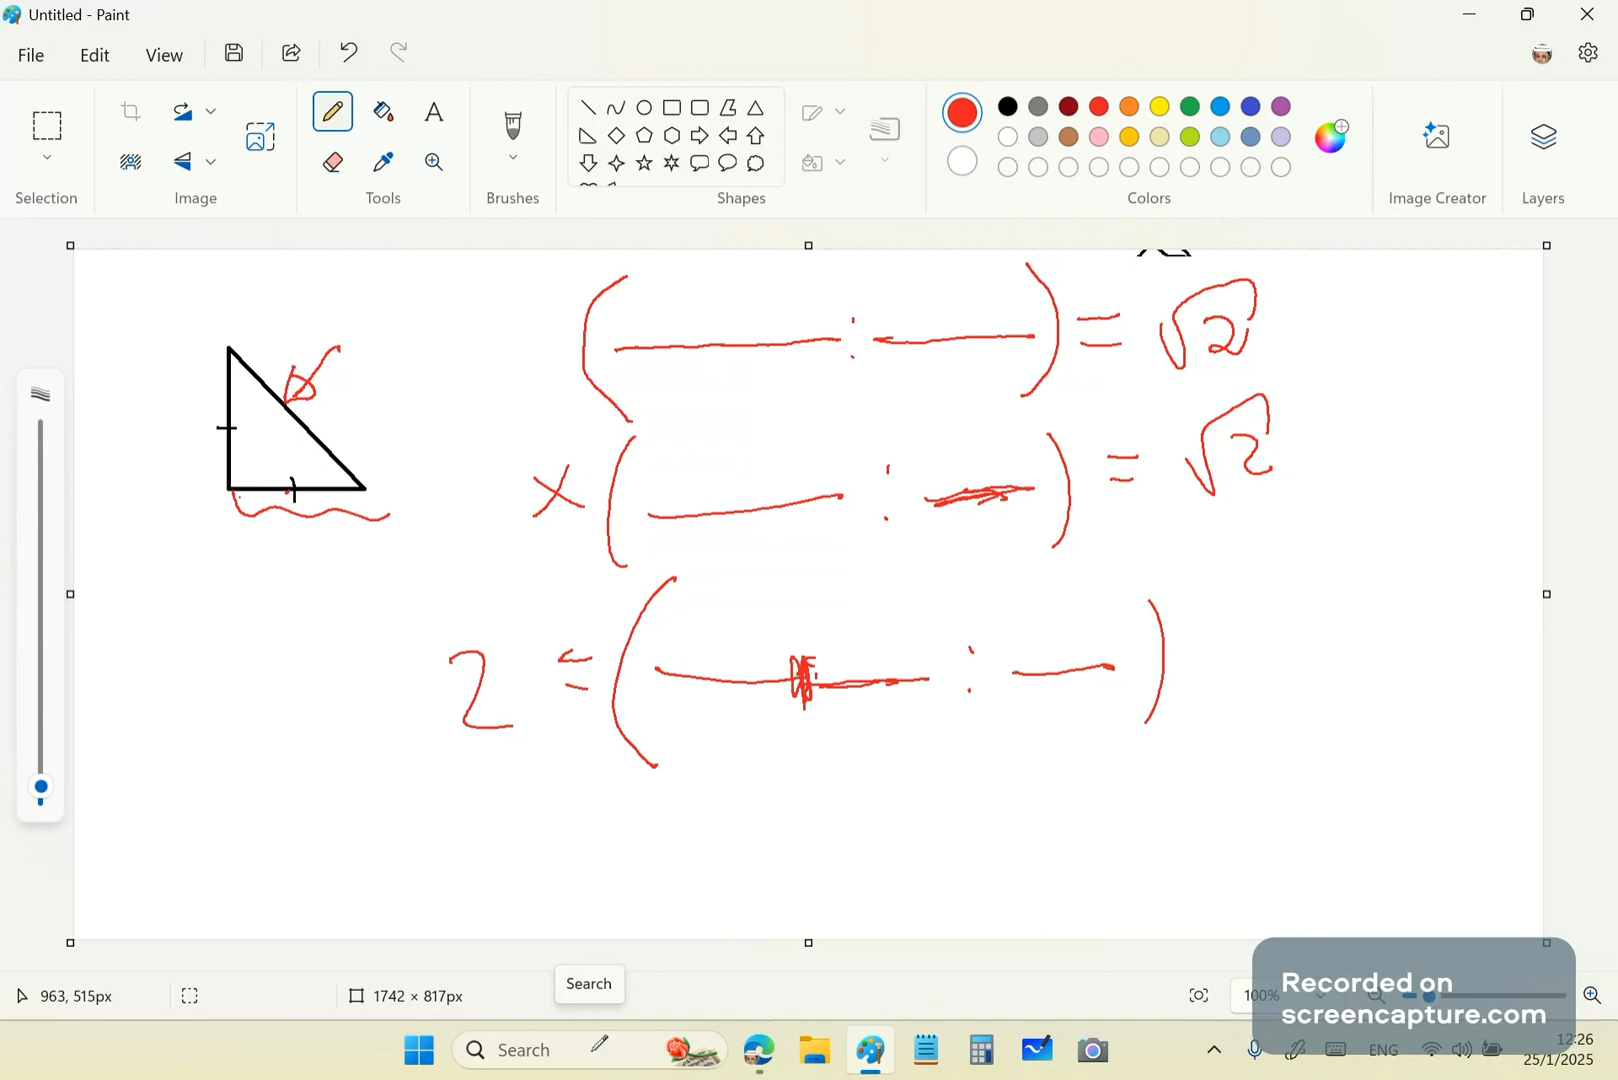 Untitled - Paint
File Edit View
Selection Image Tools Brushes Shapes Colors Image Creator Layers
( : ) = √2
× ( : ) = √2
2 = ( : )
963, 515px
1742 × 817px
Search
100%
Recorded on
screencapture.com
Search
ENG
12:26
25/1/2025